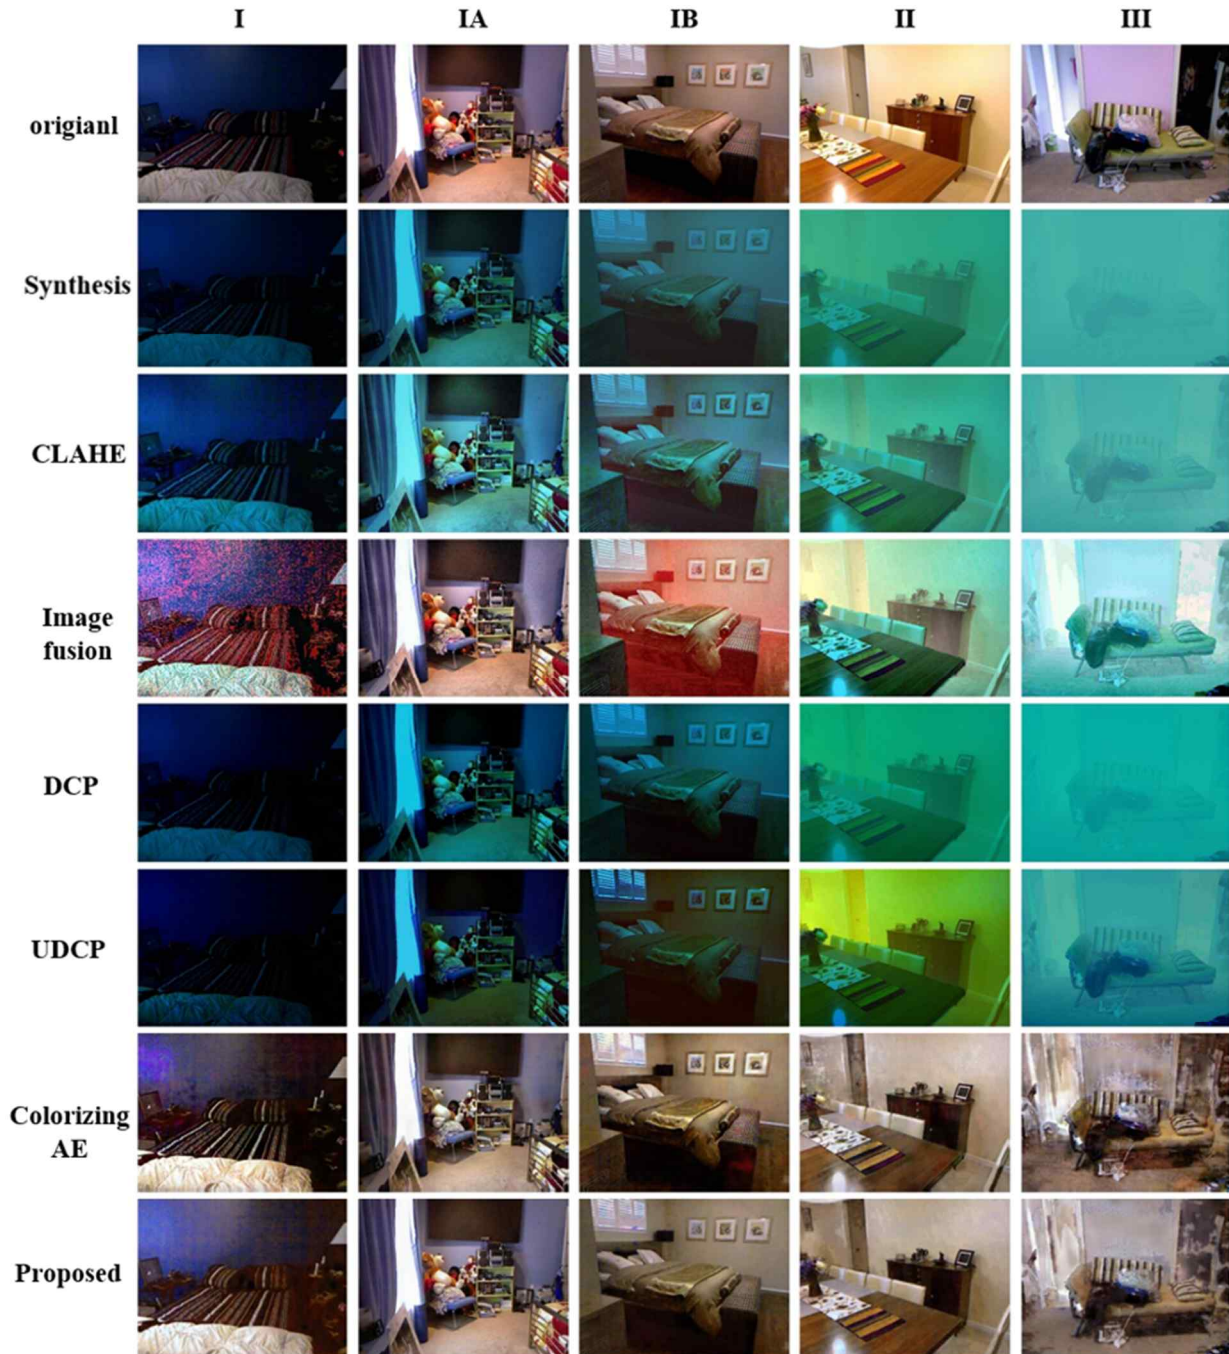 I IA IB II III
origianl
Synthesis
CLAHE
Image
fusion
DCP
UDCP
Colorizing
AE
Proposed